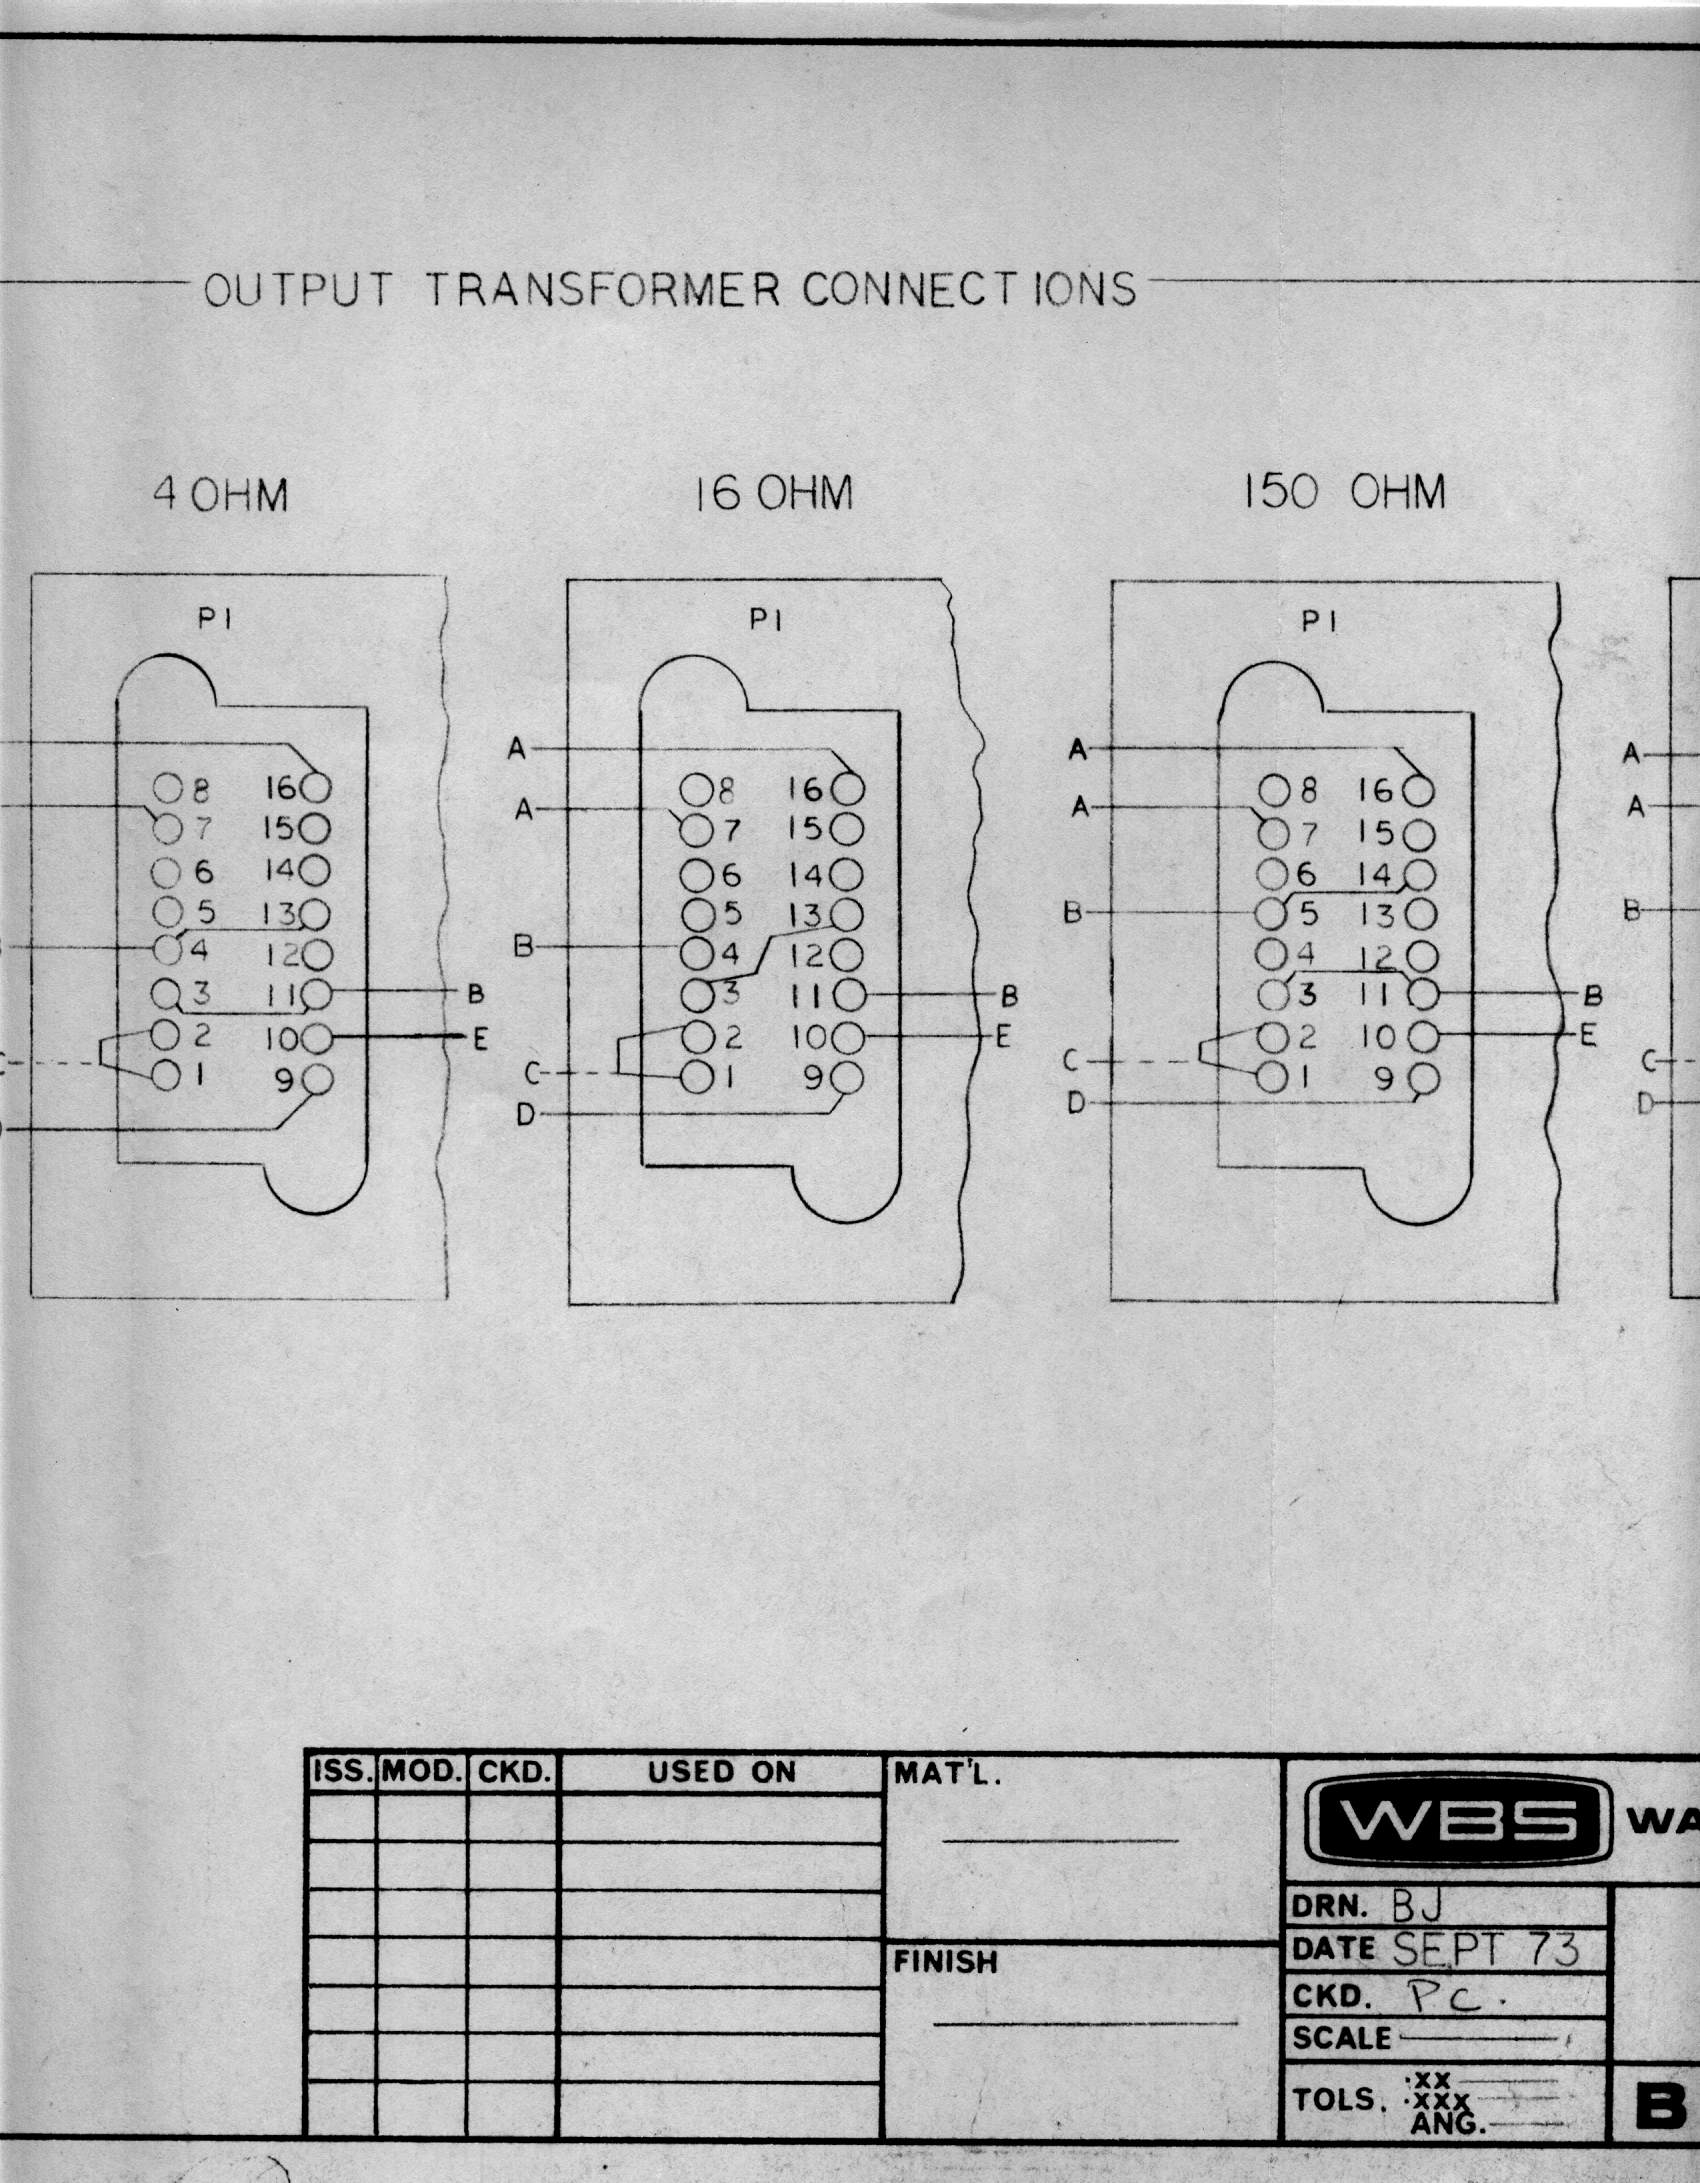 OUTPUT TRANSFORMER CONNECTIONS
4 OHM
16 OHM
150 OHM
P1
8 16
7 15
6 14
5 13
4 12
3 11 B
2 10 E
1 9
P1
A
8 16
A
7 15
6 14
5 13
B 4 12
3 11 B
2 10 E
C 1 9
D
P1
A
8 16
A
7 15
6 14
B 5 13
4 12
3 11 B
2 10 E
C 1 9
D
A
A
B
C
D
ISS. MOD. CKD. USED ON
MAT'L.
FINISH
WBS WA
DRN. BJ
DATE SEPT 73
CKD. PC.
SCALE
TOLS. .XX
.XXX
ANG.
B